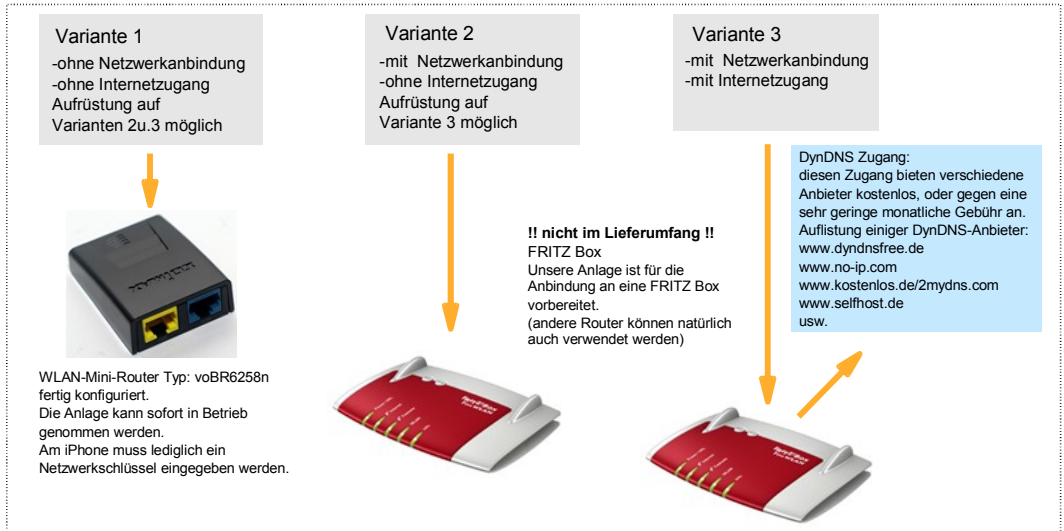 Variante 1
-ohne Netzwerkanbindung
-ohne Internetzugang
Aufrüstung auf
Varianten 2u.3 möglich
Variante 2
-mit Netzwerkanbindung
-ohne Internetzugang
Aufrüstung auf
Variante 3 möglich
Variante 3
-mit Netzwerkanbindung
-mit Internetzugang
DynDNS Zugang:
diesen Zugang bieten verschiedene
Anbieter kostenlos, oder gegen eine
sehr geringe monatliche Gebühr an.
Auflistung einiger DynDNS-Anbieter:
www.dyndnsfree.de
www.no-ip.com
www.kostenlos.de/2mydns.com
www.selfhost.de
usw.
!! nicht im Lieferumfang !!
FRITZ Box
Unsere Anlage ist für die
Anbindung an eine FRITZ Box
vorbereitet.
(andere Router können natürlich
auch verwendet werden)
WLAN-Mini-Router Typ: voBR6258n
fertig konfiguriert.
Die Anlage kann sofort in Betrieb
genommen werden.
Am iPhone muss lediglich ein
Netzwerkschlüssel eingegeben werden.